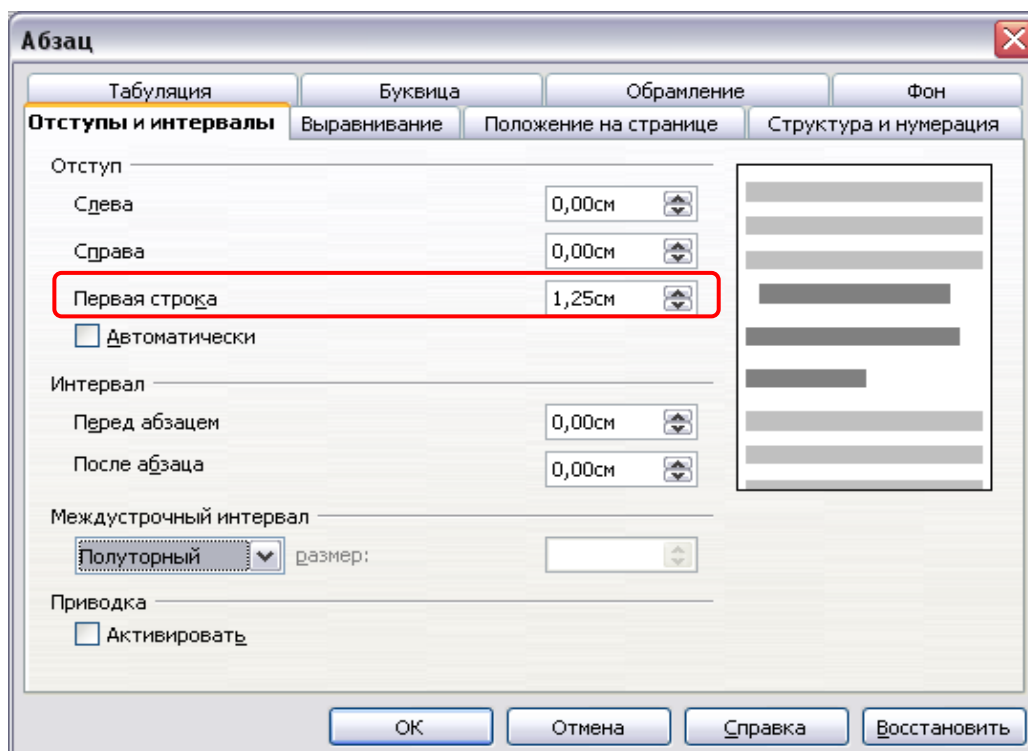 Абзац
Табуляция Буквица Обрамление Фон
Отступы и интервалы Выравнивание Положение на странице Структура и нумерация
Отступ
Слева 0,00см
Справа 0,00см
Первая строка 1,25см
Автоматически
Интервал
Перед абзацем 0,00см
После абзаца 0,00см
Междустрочный интервал
Полуторный размер:
Приводка
Активировать
ОК Отмена Справка Восстановить